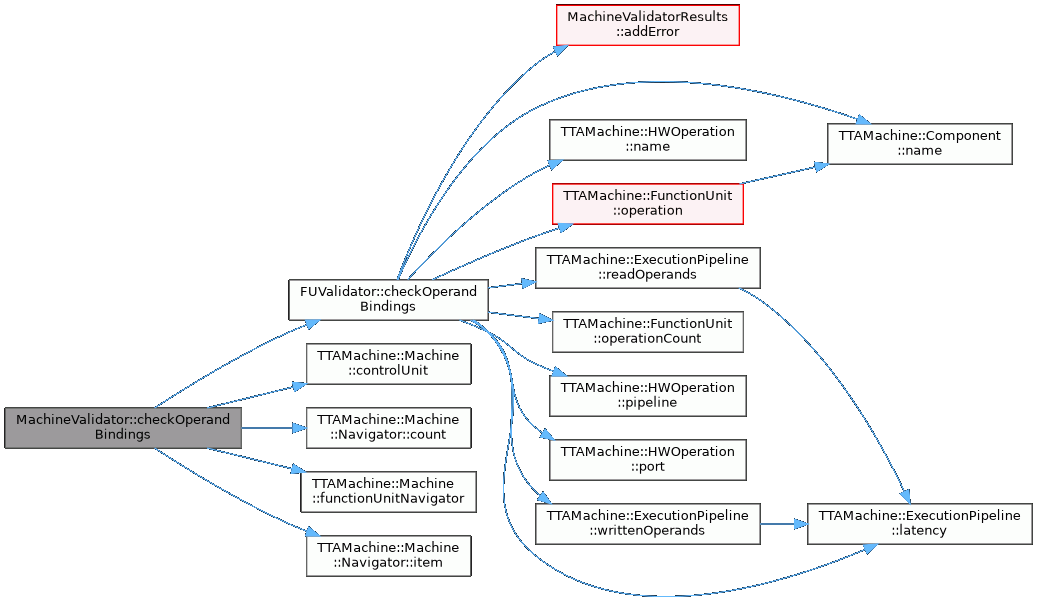 MachineValidatorResults
::addError
TTAMachine::HWOperation
::name
TTAMachine::Component
::name
TTAMachine::FunctionUnit
::operation
TTAMachine::ExecutionPipeline
::readOperands
FUValidator::checkOperand
Bindings
TTAMachine::FunctionUnit
::operationCount
TTAMachine::Machine
::controlUnit
TTAMachine::HWOperation
::pipeline
MachineValidator::checkOperand
Bindings
TTAMachine::Machine
::Navigator::count
TTAMachine::HWOperation
::port
TTAMachine::Machine
::functionUnitNavigator
TTAMachine::ExecutionPipeline
::writtenOperands
TTAMachine::ExecutionPipeline
::latency
TTAMachine::Machine
::Navigator::item